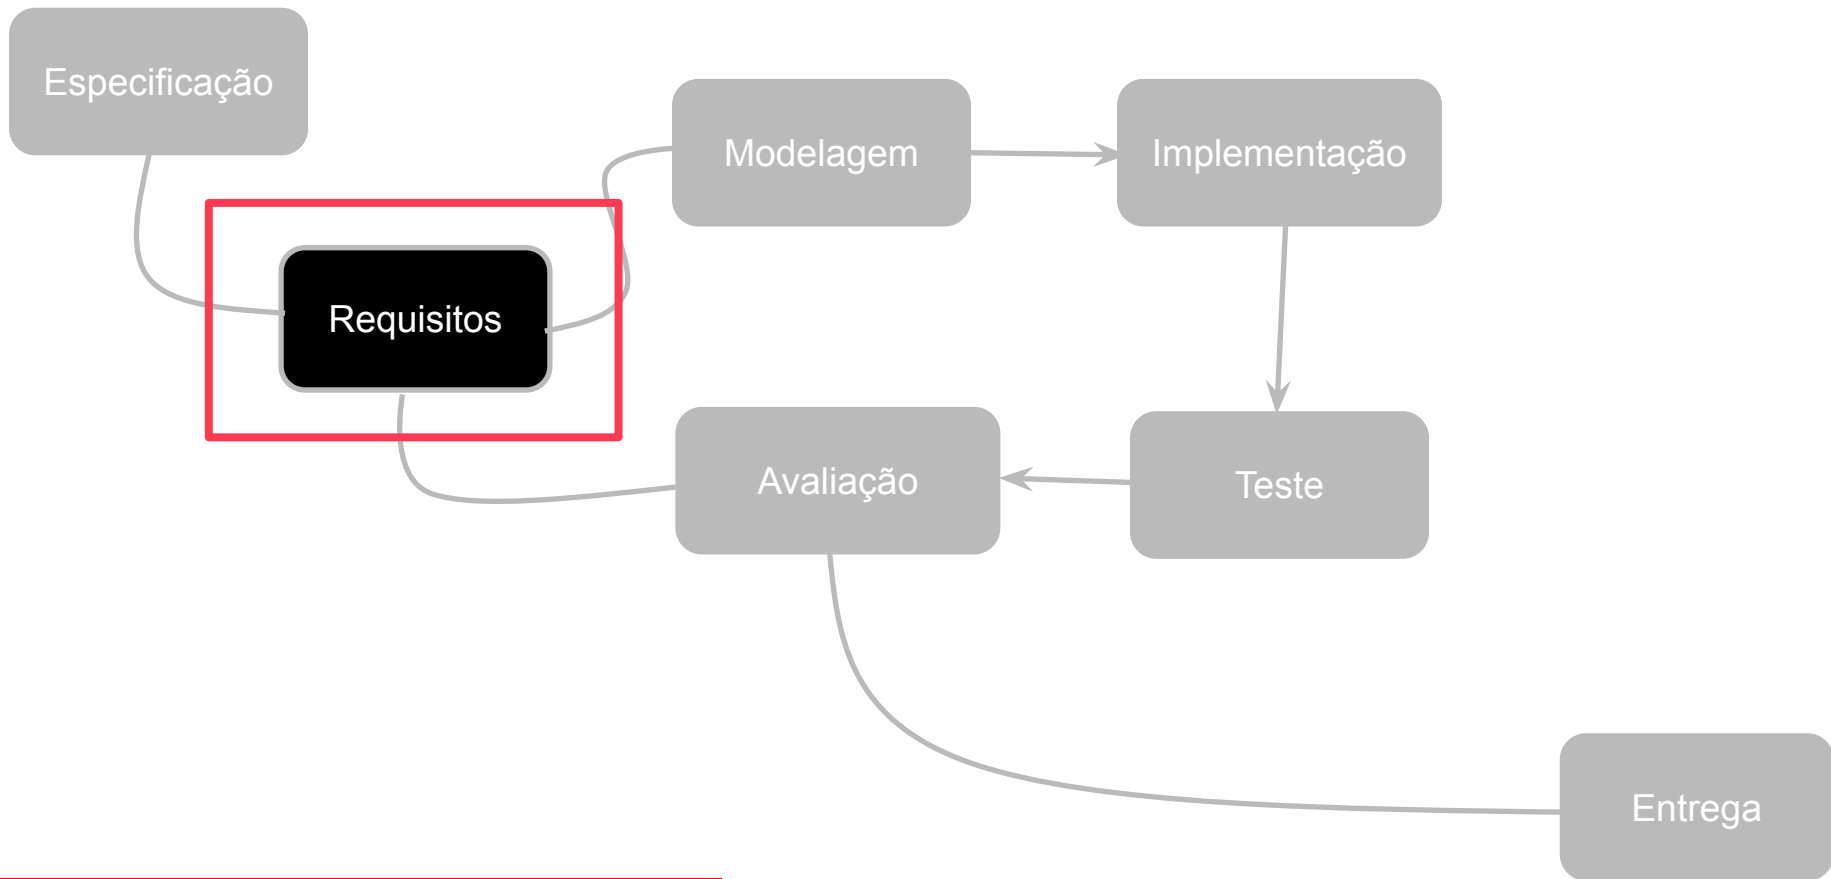 Especificação
Requisitos
Modelagem
Implementação
Teste
Avaliação
Entrega